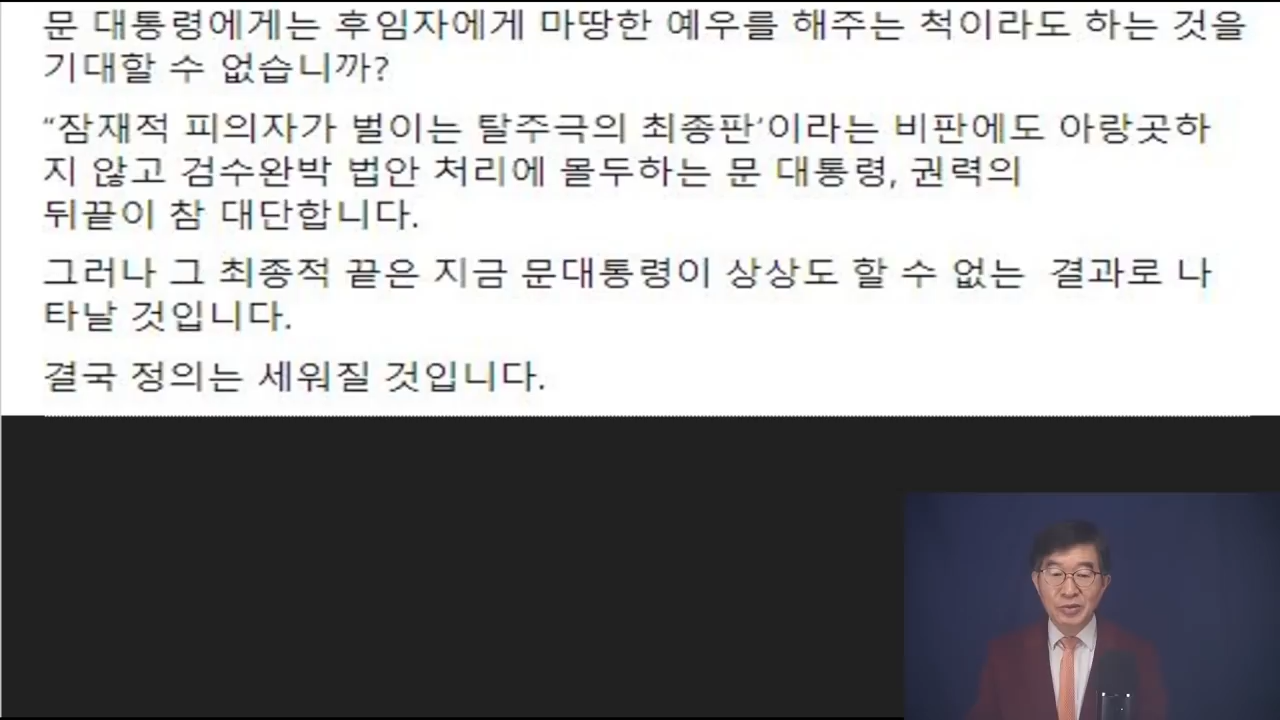 문 대통령에게는 후임자에게 마땅한 예우를 해주는 척이라도 하는 것을
기대할 수 없습니까?
“잠재적 피의자가 벌이는 탈주극의 최종판’이라는 비판에도 아랑곳하
지 않고 검수완박 법안 처리에 몰두하는 문 대통령, 권력의
뒤끝이 참 대단합니다.
그러나 그 최종적 끝은 지금 문대통령이 상상도 할 수 없는  결과로 나
타날 것입니다.
결국 정의는 세워질 것입니다.